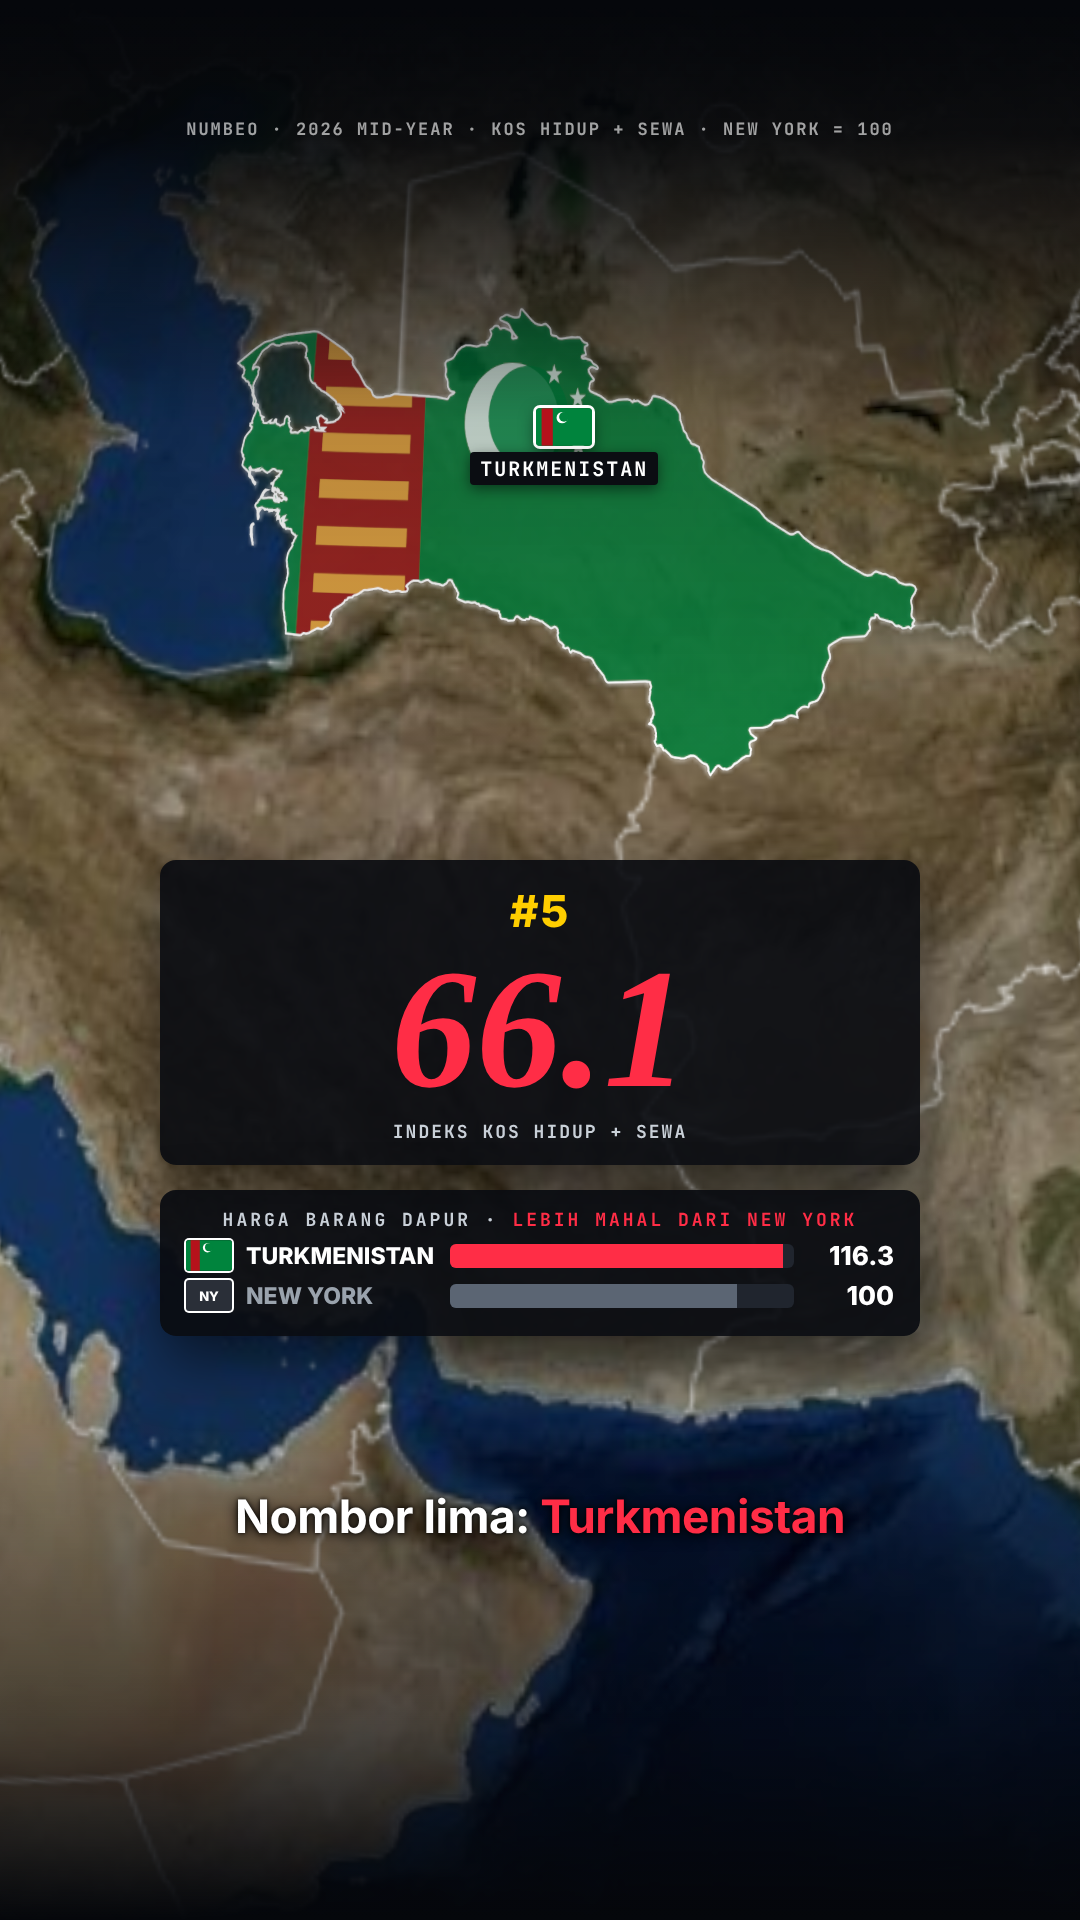 NUMBEO · 2026 MID-YEAR · KOS HIDUP + SEWA · NEW YORK = 100
TURKMENISTAN
#5
66.1
INDEKS KOS HIDUP + SEWA
HARGA BARANG DAPUR · LEBIH MAHAL DARI NEW YORK
TURKMENISTAN 116.3
NY NEW YORK 100
Nombor lima: Turkmenistan